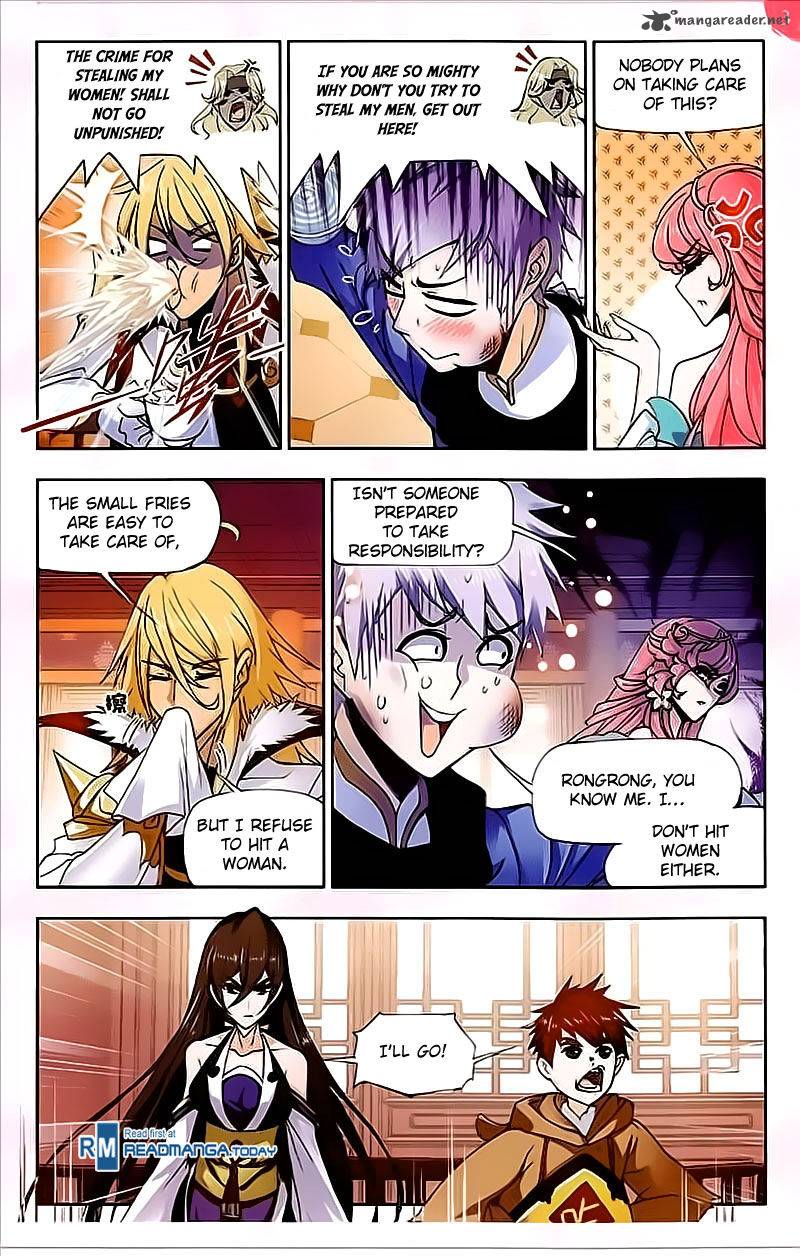 mangareader.net
THE CRIME FOR
STEALING MY
WOMEN! SHALL
NOT GO
UNPUNISHED!
IF YOU ARE SO MIGHTY
WHY DON'T YOU TRY TO
STEAL MY MEN, GET OUT
HERE!
NOBODY PLANS
ON TAKING CARE
OF THIS?
THE SMALL FRIES
ARE EASY TO
TAKE CARE OF,
擦
BUT I REFUSE
TO HIT A
WOMAN.
ISN'T SOMEONE
PREPARED
TO TAKE
RESPONSIBILITY?
RONGRONG, YOU
KNOW ME. I...
DON'T HIT
WOMEN
EITHER.
I'LL GO!
RM
Read first at
READMANGA.TODAY